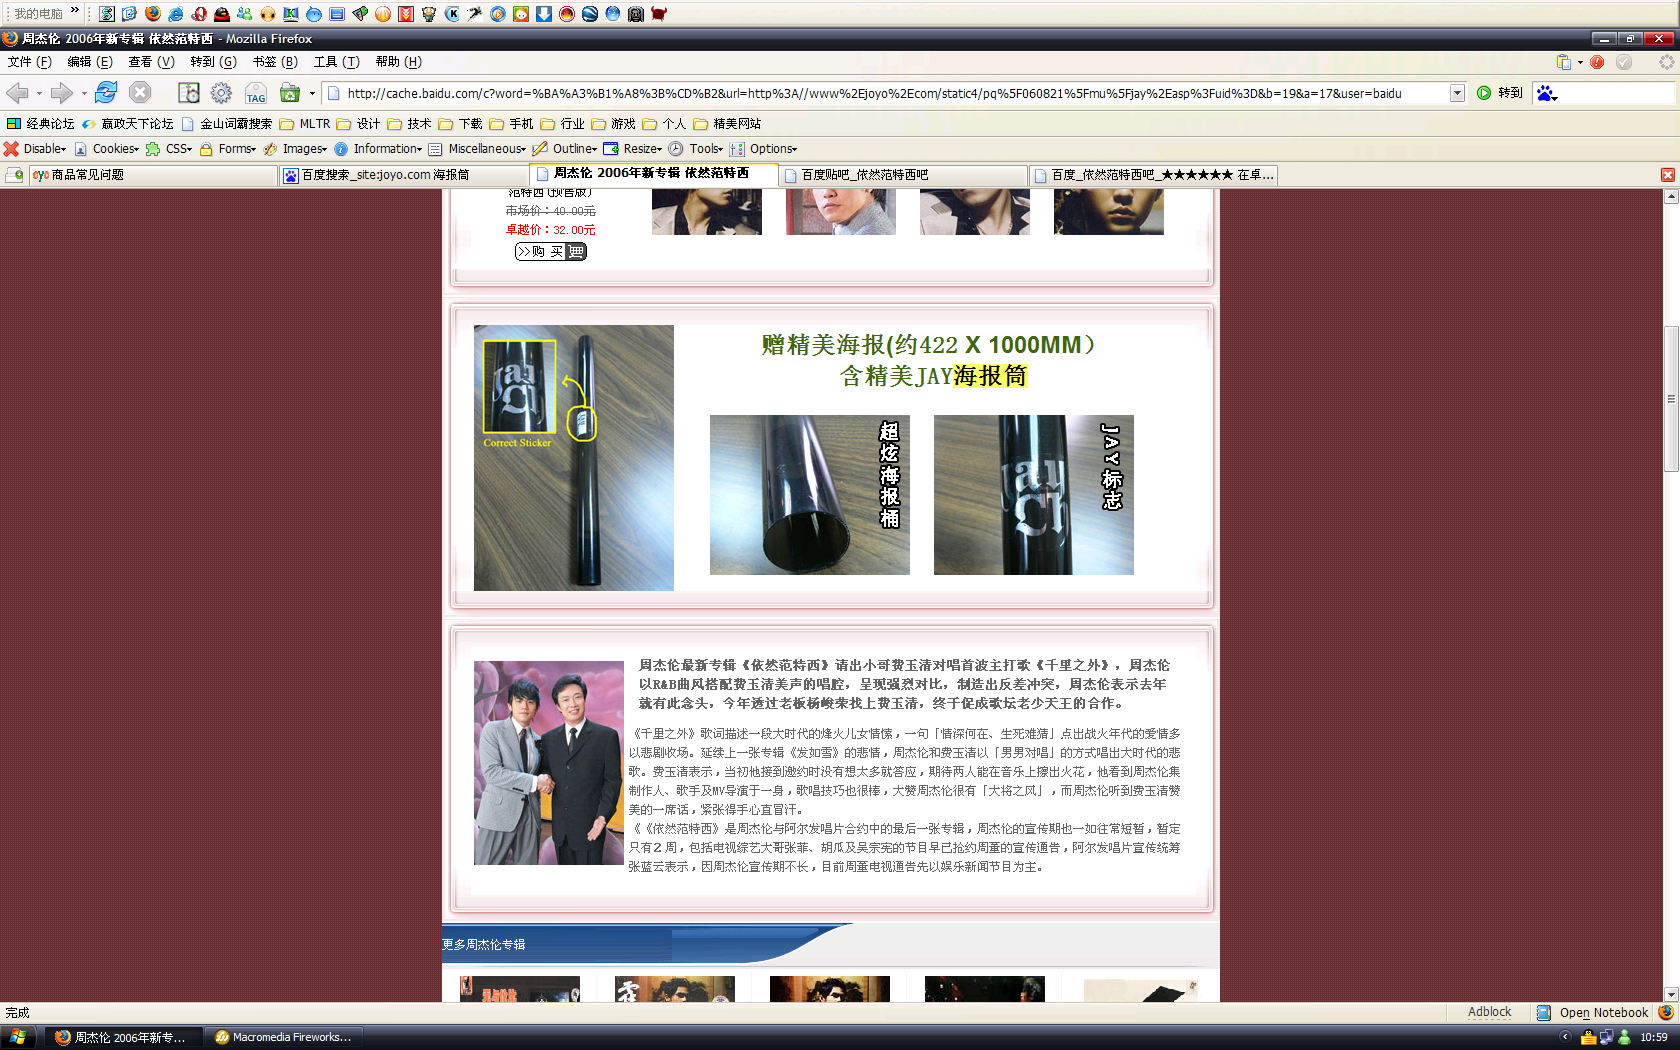 我的电脑 »
周杰伦 2006年新专辑 依然范特西 - Mozilla Firefox
文件 (F) 编辑 (E) 查看 (V) 转到 (G) 书签 (B) 工具 (T) 帮助 (H)
TAG
http://cache.baidu.com/c?word=%BA%A3%B1%A8%3B%CD%B2&url=http%3A//www%2Ejoyo%2Ecom/static4/pq%5F060821%5Fmu%5Fjay%2Easp%3Fuid%3D&b=19&a=17&user=baidu 转到
经典论坛 赢政天下论坛 金山词霸搜索 MLTR 设计 技术 下载 手机 行业 游戏 个人 精美网站
Disable Cookies CSS Forms Images Information Miscellaneous Outline Resize Tools Options
商品常见问题 百度搜索_site:joyo.com 海报筒 周杰伦 2006年新专辑 依然范特西 百度贴吧_依然范特西吧 百度_依然范特西吧_★★★★★★ 在卓...
范特西(预售版)
市场价：40.00元
卓越价：32.00元
>>购 买
赠精美海报(约422 X 1000MM）
含精美JAY海报筒
Correct Sticker
超炫海报桶
JAY标志
周杰伦最新专辑《依然范特西》请出小哥费玉清对唱首波主打歌《千里之外》，周杰伦
以R&B曲风搭配费玉清美声的唱腔，呈现强烈对比，制造出反差冲突，周杰伦表示去年
就有此念头，今年透过老板杨峻荣找上费玉清，终于促成歌坛老少天王的合作。
《千里之外》歌词描述一段大时代的烽火儿女情愫，一句「情深何在、生死难猜」点出战火年代的爱情多
以悲剧收场。延续上一张专辑《发如雪》的悲情，周杰伦和费玉清以「男男对唱」的方式唱出大时代的悲
歌。费玉清表示，当初他接到邀约时没有想太多就答应，期待两人能在音乐上擦出火花，他看到周杰伦集
制作人、歌手及MV导演于一身，歌唱技巧也很棒，大赞周杰伦很有「大将之风」，而周杰伦听到费玉清赞
美的一席话，紧张得手心直冒汗。
《《依然范特西》是周杰伦与阿尔发唱片合约中的最后一张专辑，周杰伦的宣传期也一如往常短暂，暂定
只有２周，包括电视综艺大哥张菲、胡瓜及吴宗宪的节目早已抢约周董的宣传通告，阿尔发唱片宣传统筹
张蓝云表示，因周杰伦宣传期不长，目前周董电视通告先以娱乐新闻节目为主。
更多周杰伦专辑
完成 Adblock Open Notebook
周杰伦 2006年新专... Macromedia Fireworks... 10:59